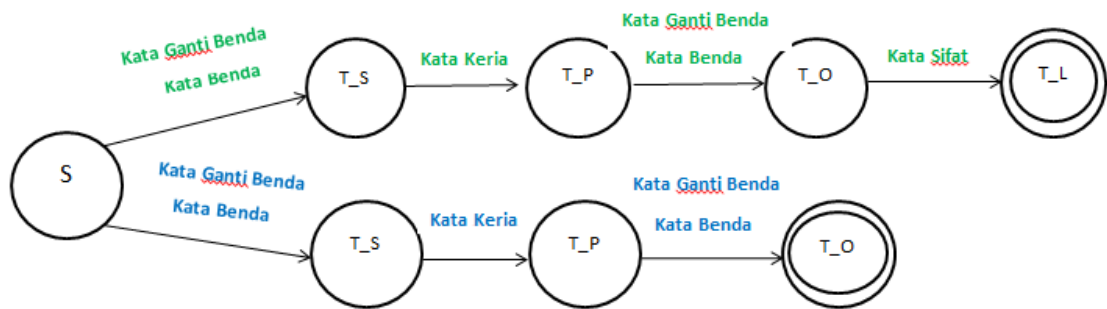 Kata Ganti Benda
Kata Benda
T_S
Kata Keria
T_P
Kata Ganti Benda
Kata Benda
T_O
Kata Sifat
T_L
S
Kata Ganti Benda
Kata Benda
T_S
Kata Keria
T_P
Kata Ganti Benda
Kata Benda
T_O